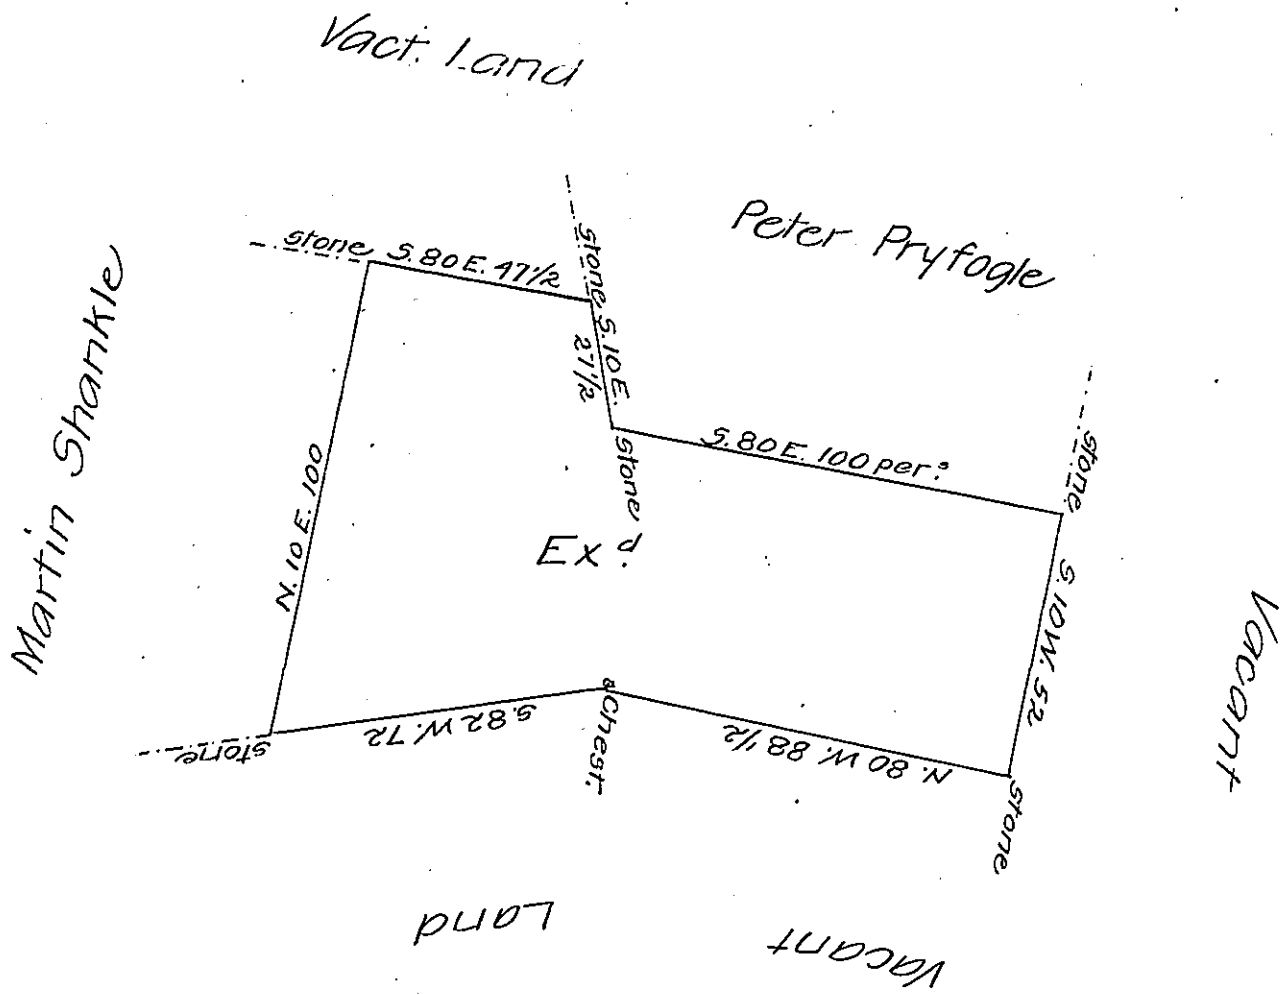 Vact. Land
Peter Pryfogle
Martin Shankle
stone S. 80 E. 47 1/2
stone S. 10 E.
27 1/2
stone
S. 80 E. 100 per.s
stone
S. 10 W. 52
stone
N. 80 W. 88 1/2
a Chest.
S. 82 W. 72
stone
N. 10 E. 100
Ex.d
Vacant
Vacant
Land